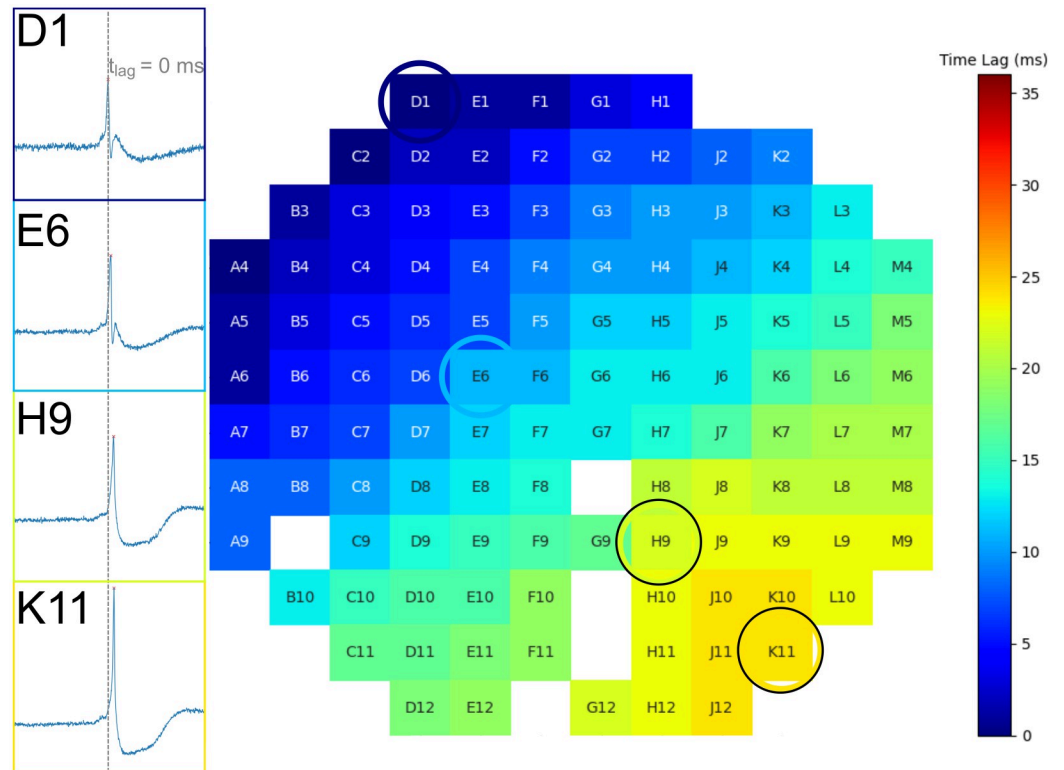 D1
t_lag = 0 ms
E6
H9
K11
Time Lag (ms)
D1 E1 F1 G1 H1
C2 D2 E2 F2 G2 H2 J2 K2
B3 C3 D3 E3 F3 G3 H3 J3 K3 L3
A4 B4 C4 D4 E4 F4 G4 H4 J4 K4 L4 M4
A5 B5 C5 D5 E5 F5 G5 H5 J5 K5 L5 M5
A6 B6 C6 D6 E6 F6 G6 H6 J6 K6 L6 M6
A7 B7 C7 D7 E7 F7 G7 H7 J7 K7 L7 M7
A8 B8 C8 D8 E8 F8 H8 J8 K8 L8 M8
A9 C9 D9 E9 F9 G9 H9 J9 K9 L9 M9
B10 C10 D10 E10 F10 H10 J10 K10 L10
C11 D11 E11 F11 H11 J11 K11
D12 E12 G12 H12 J12
35
30
25
20
15
10
5
0